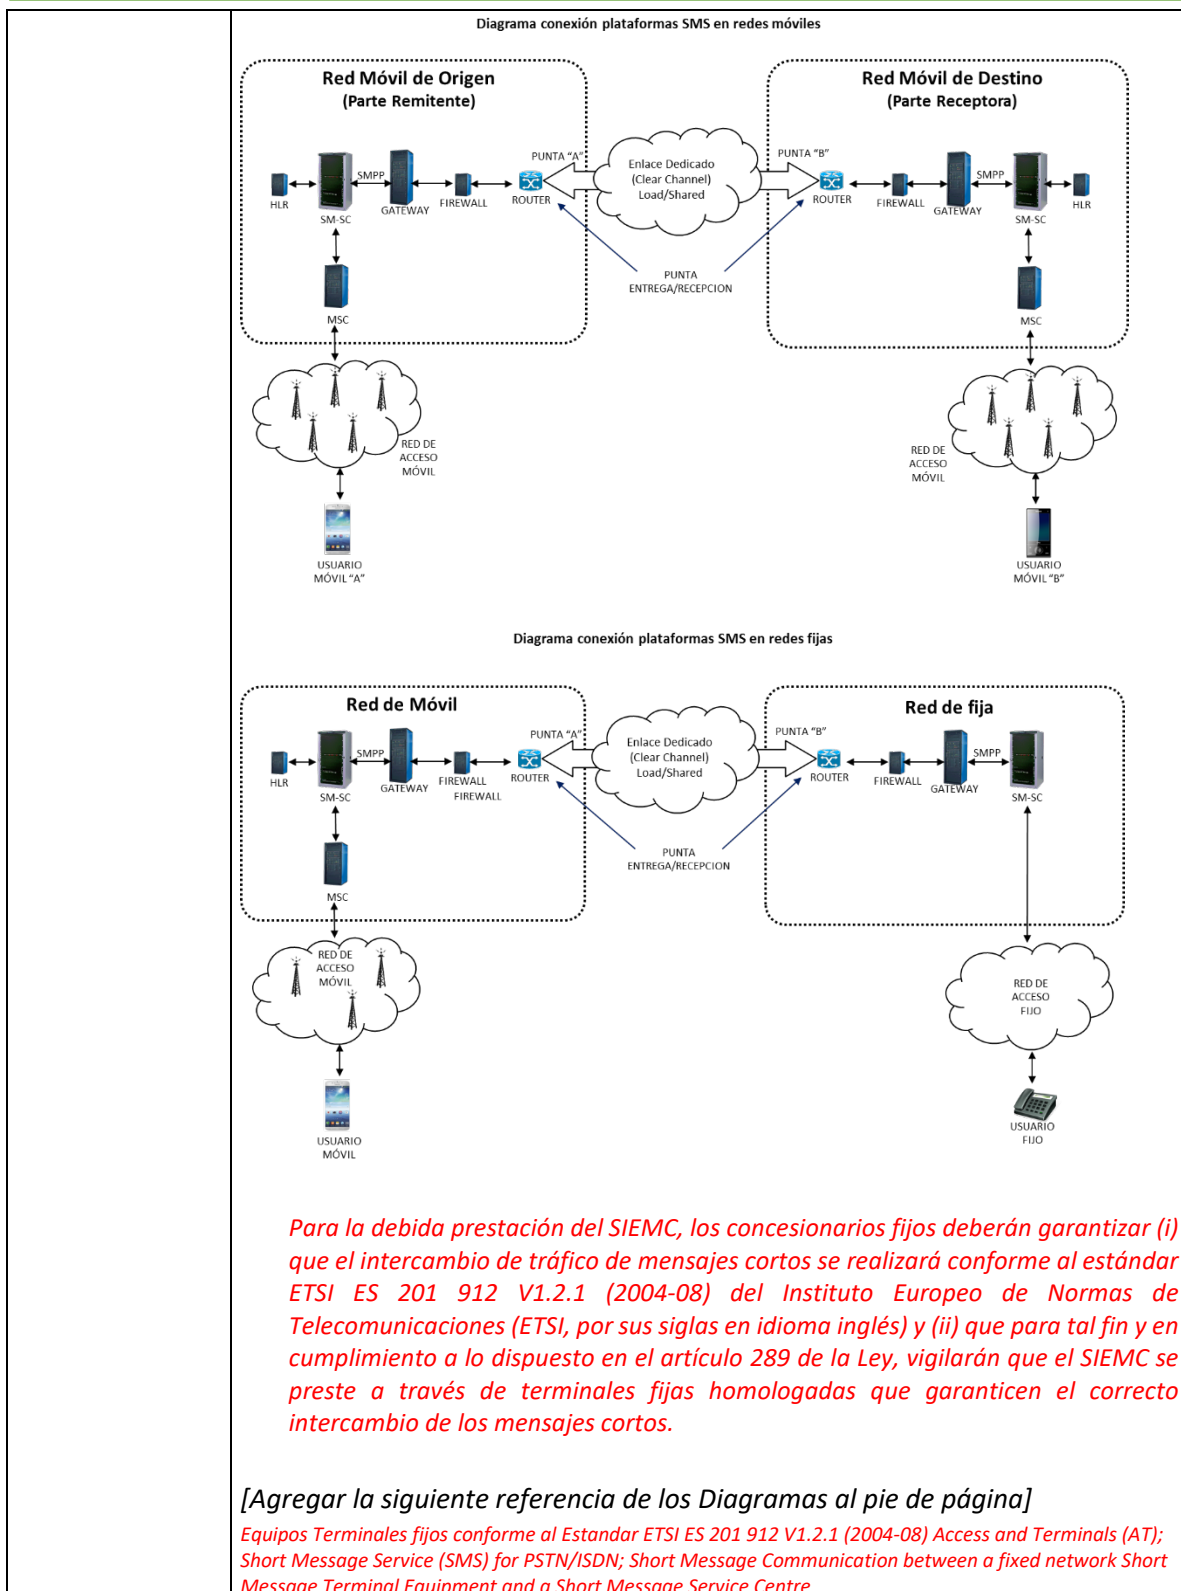 Diagrama conexión plataformas SMS en redes móviles
Red Móvil de Origen
(Parte Remitente)
Red Móvil de Destino
(Parte Receptora)
PUNTA "A"
Enlace Dedicado
(Clear Channel)
Load/Shared
PUNTA "B"
SMPP
HLR
SM-SC
GATEWAY
FIREWALL
ROUTER
ROUTER
FIREWALL
GATEWAY
SMPP
SM-SC
HLR
PUNTA
ENTREGA/RECEPCION
MSC
MSC
RED DE
ACCESO
MÓVIL
RED DE
ACCESO
MÓVIL
USUARIO
MÓVIL "A"
USUARIO
MÓVIL "B"
Diagrama conexión plataformas SMS en redes fijas
Red de Móvil
Red de fija
PUNTA "A"
Enlace Dedicado
(Clear Channel)
Load/Shared
PUNTA "B"
SMPP
HLR
SM-SC
GATEWAY
FIREWALL
FIREWALL
ROUTER
ROUTER
FIREWALL
GATEWAY
SMPP
SM-SC
PUNTA
ENTREGA/RECEPCION
MSC
RED DE
ACCESO
MÓVIL
RED DE
ACCESO
FIJO
USUARIO
MÓVIL
USUARIO
FIJO
Para la debida prestación del SIEMC, los concesionarios fijos deberán garantizar (i)
que el intercambio de tráfico de mensajes cortos se realizará conforme al estándar
ETSI ES 201 912 V1.2.1 (2004-08) del Instituto Europeo de Normas de
Telecomunicaciones (ETSI, por sus siglas en idioma inglés) y (ii) que para tal fin y en
cumplimiento a lo dispuesto en el artículo 289 de la Ley, vigilarán que el SIEMC se
preste a través de terminales fijas homologadas que garanticen el correcto
intercambio de los mensajes cortos.
[Agregar la siguiente referencia de los Diagramas al pie de página]
Equipos Terminales fijos conforme al Estandar ETSI ES 201 912 V1.2.1 (2004-08) Access and Terminals (AT);
Short Message Service (SMS) for PSTN/ISDN; Short Message Communication between a fixed network Short
Message Terminal Equipment and a Short Message Service Centre